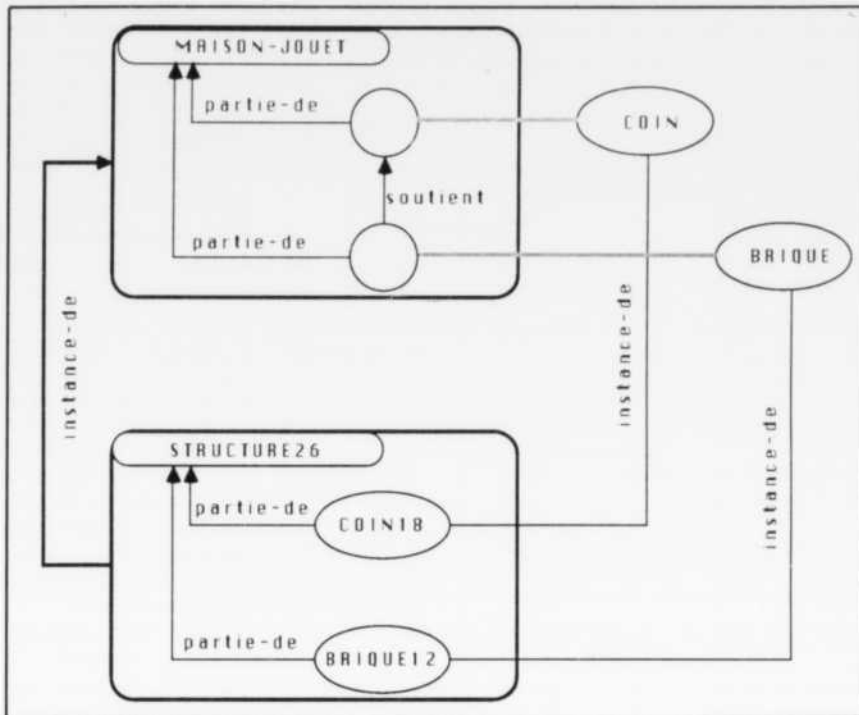 MAISON-JOUET
partie-de
COIN
soutient
partie-de
BRIQUE
instance-de
instance-de
instance-de
STRUCTURE26
partie-de
COIN18
partie-de
BRIQUE12